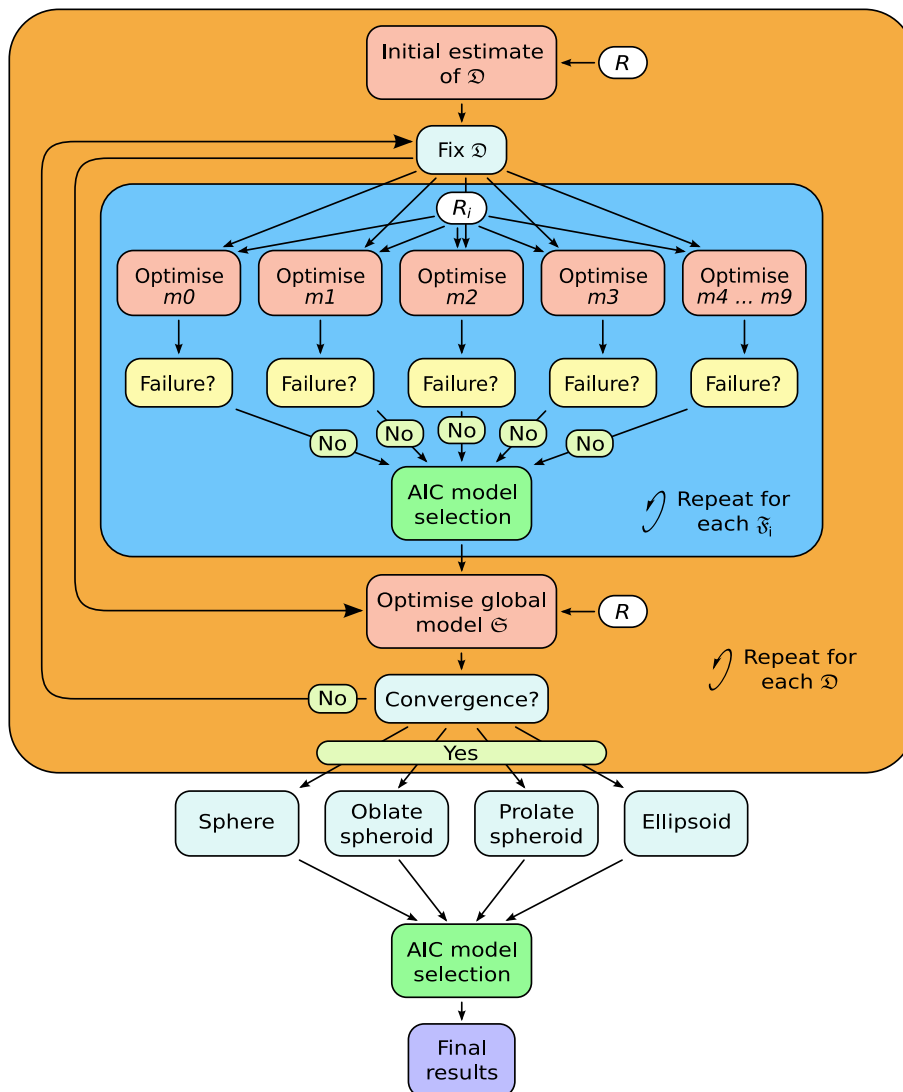 Initial estimate
of 𝔇
R
Fix 𝔇
Rᵢ
Optimise
m0
Optimise
m1
Optimise
m2
Optimise
m3
Optimise
m4 ... m9
Failure?
Failure?
Failure?
Failure?
Failure?
No
No
No
No
No
AIC model
selection
Repeat for
each 𝔉ᵢ
Optimise global
model 𝔖
R
Repeat for
each 𝔇
Convergence?
No
Yes
Sphere
Oblate
spheroid
Prolate
spheroid
Ellipsoid
AIC model
selection
Final
results